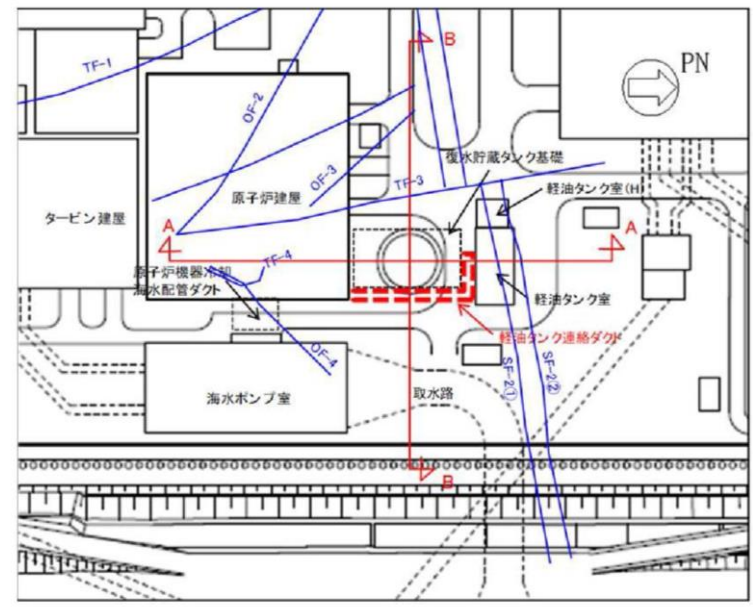 B
PN
TF-1
OF-2
復水貯蔵タンク基礎
OF-3
TF-3
軽油タンク室(H)
原子炉建屋
タービン建屋
A
A
TF-4
原子炉機器冷却
海水配管ダクト
軽油タンク室
軽油タンク連絡ダクト
OF-4
SF-2①
SF-2②
海水ポンプ室
取水路
B